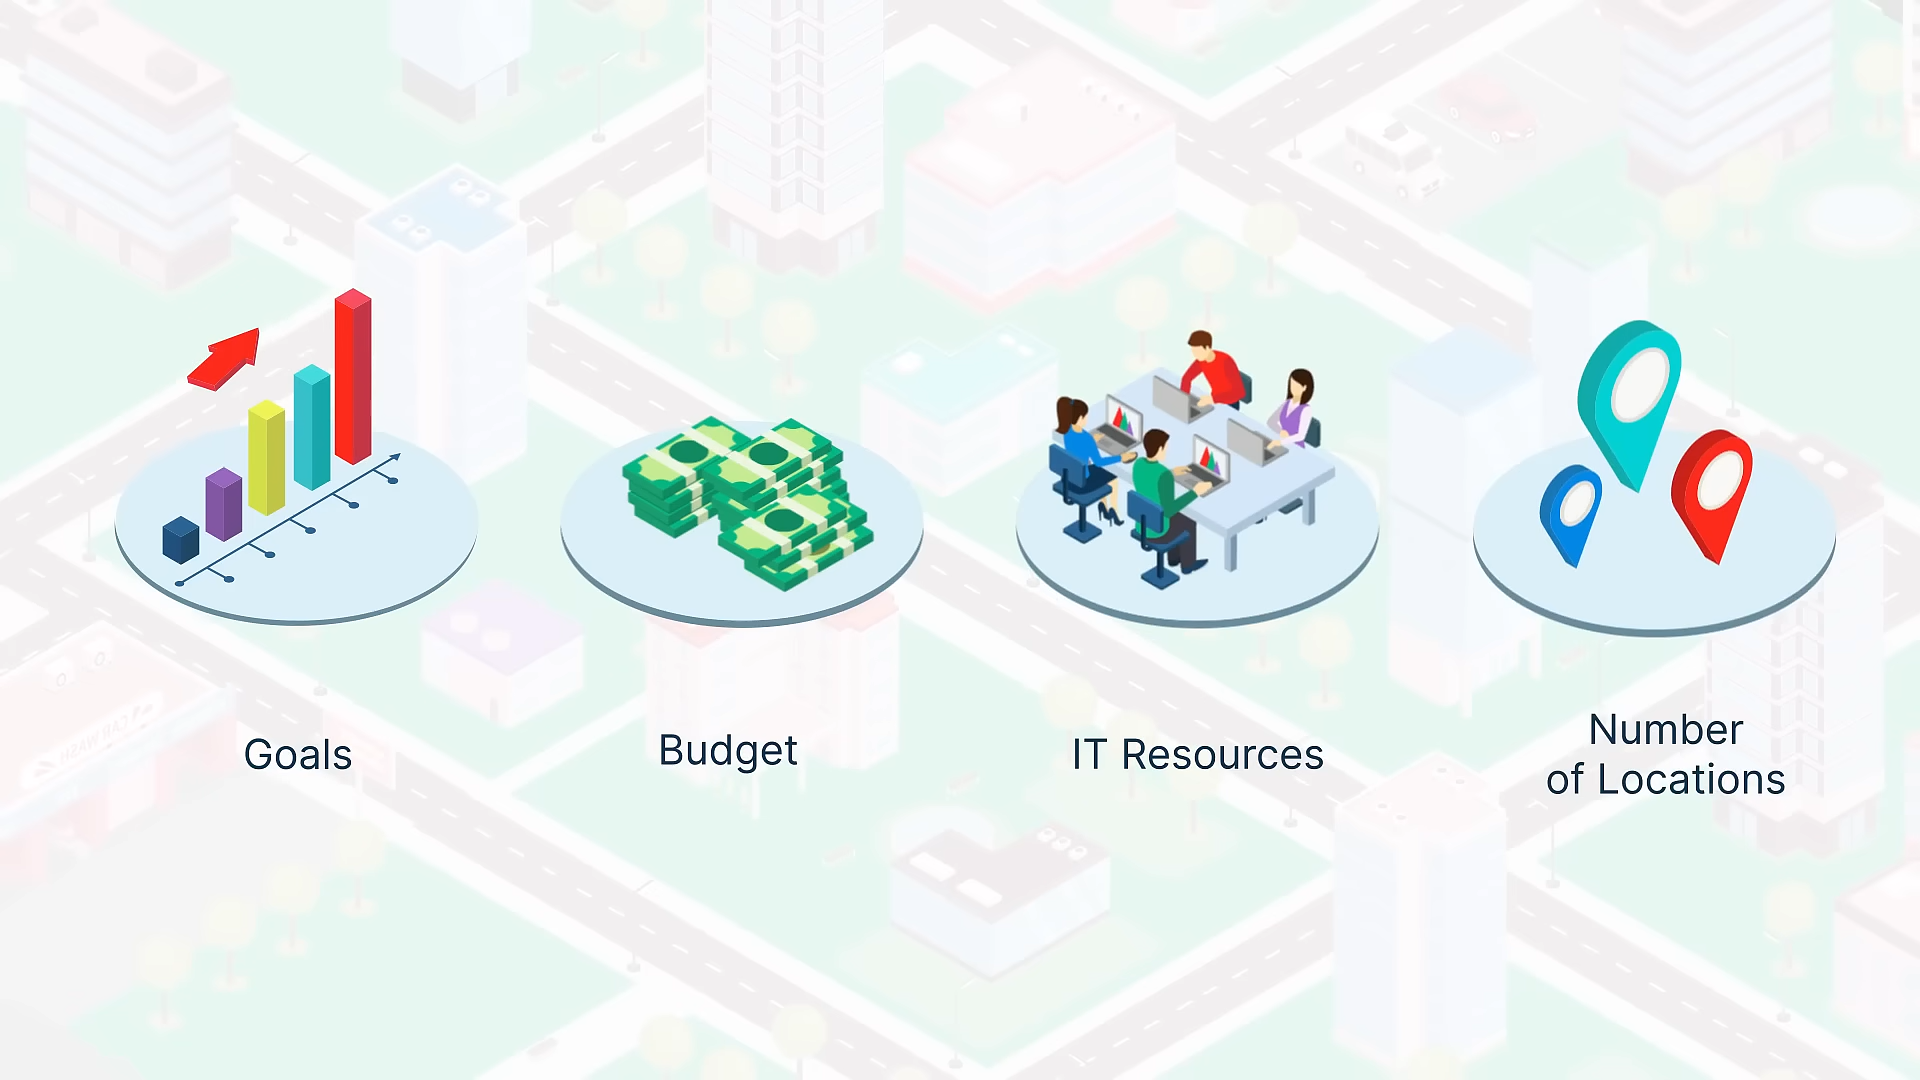 Goals
Budget
IT Resources
Number
of Locations